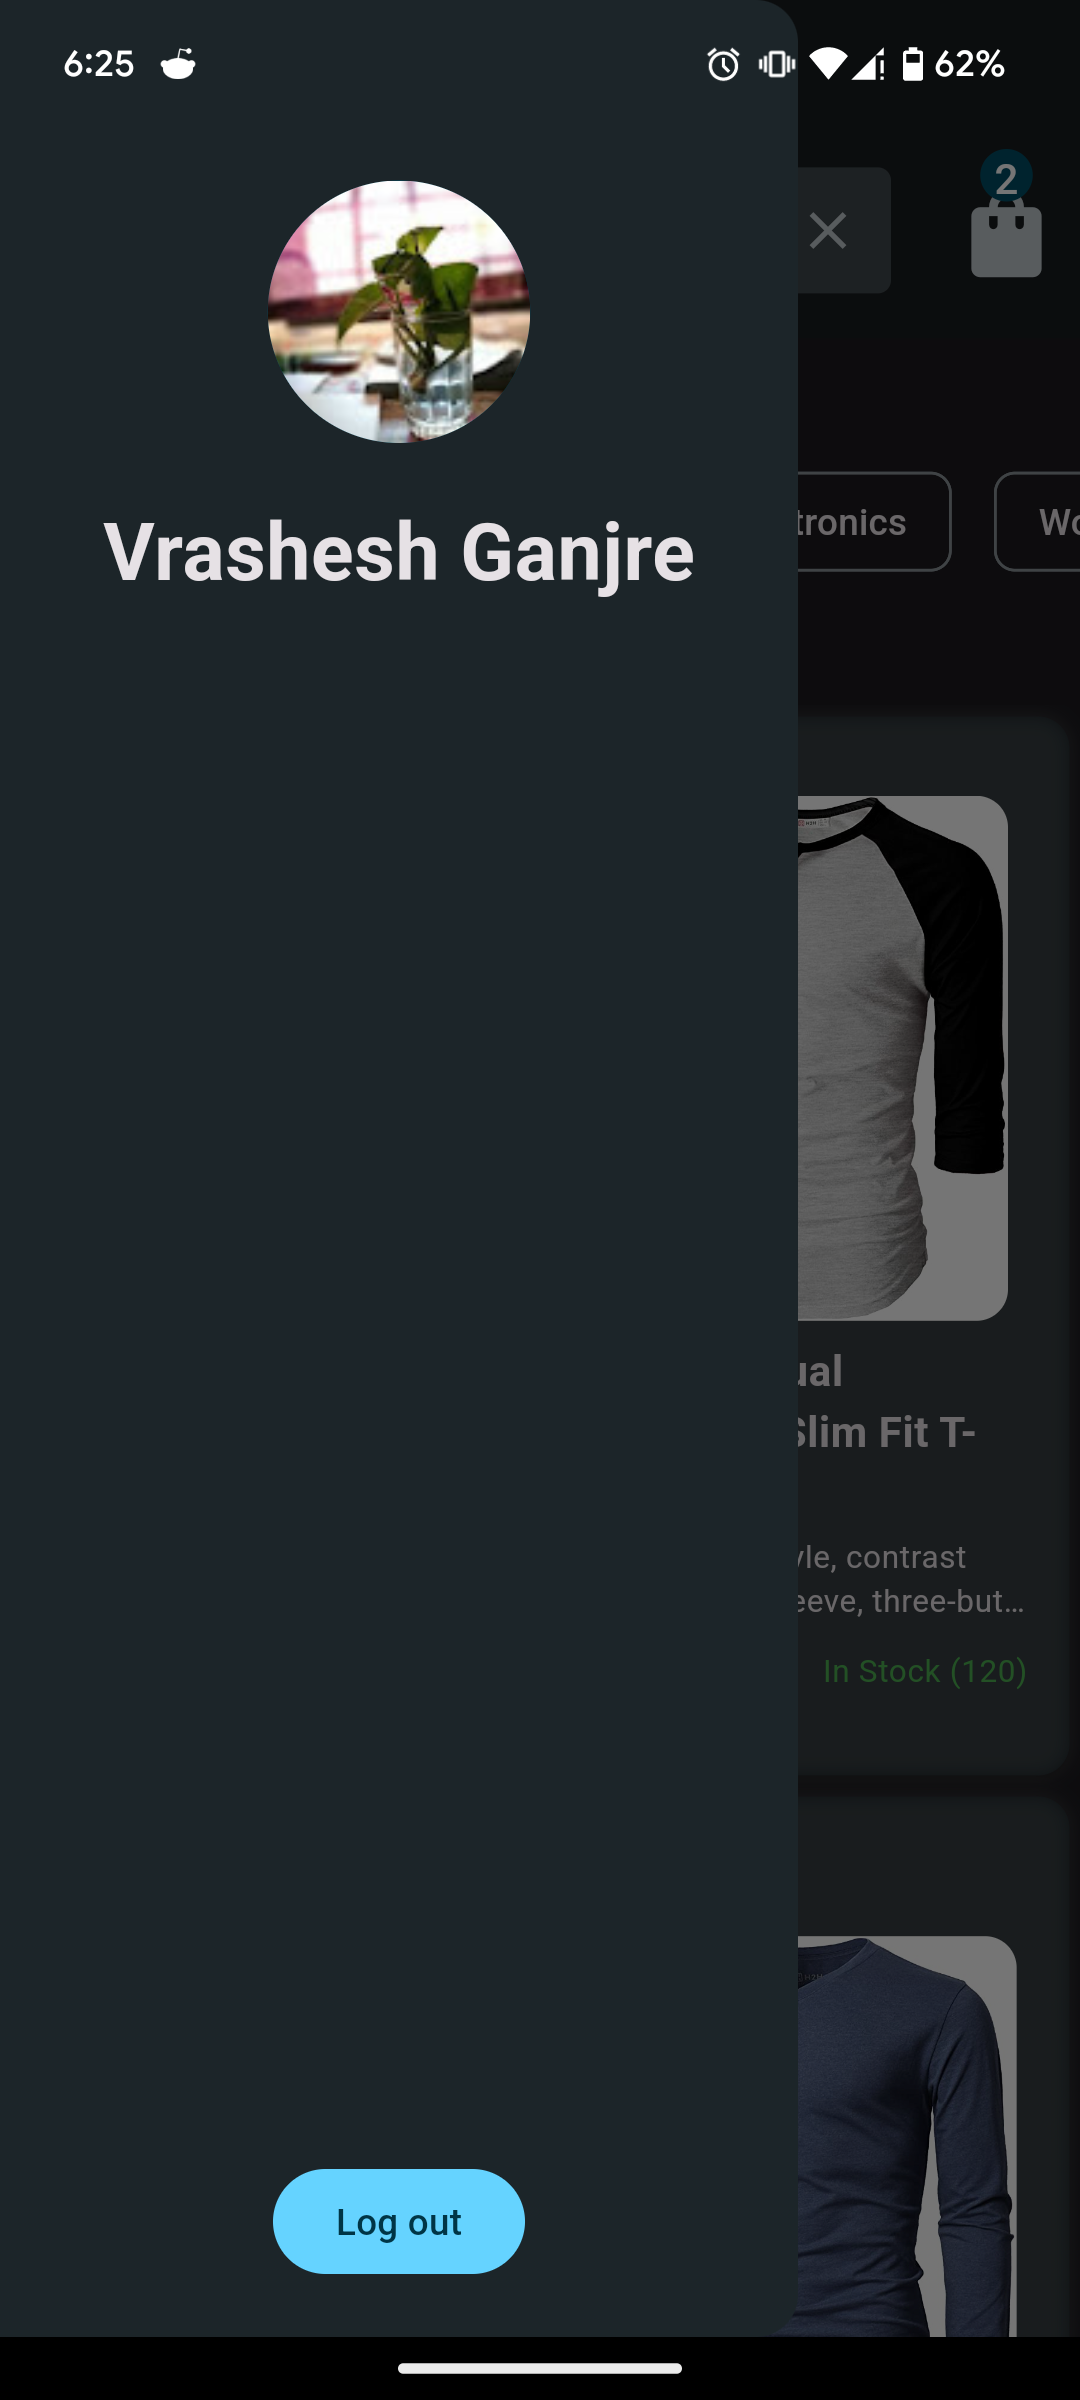 6:25
62%
2
tronics
Wo
Vrashesh Ganjre
ual
Slim Fit T-
yle, contrast
eeve, three-but…
In Stock (120)
Log out